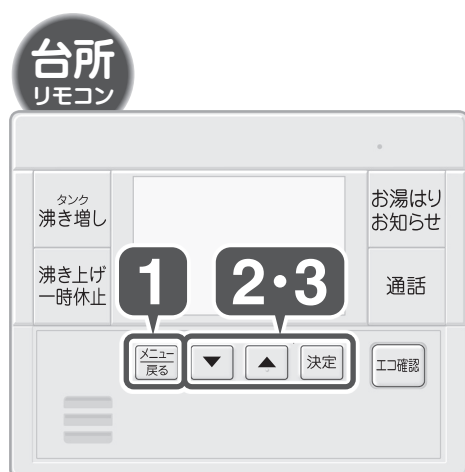 台所
リモコン
タンク
沸き増し
お湯はり
お知らせ
沸き上げ
一時休止
1
2・3
通話
メニュー
戻る
▼
▲
決定
エコ確認